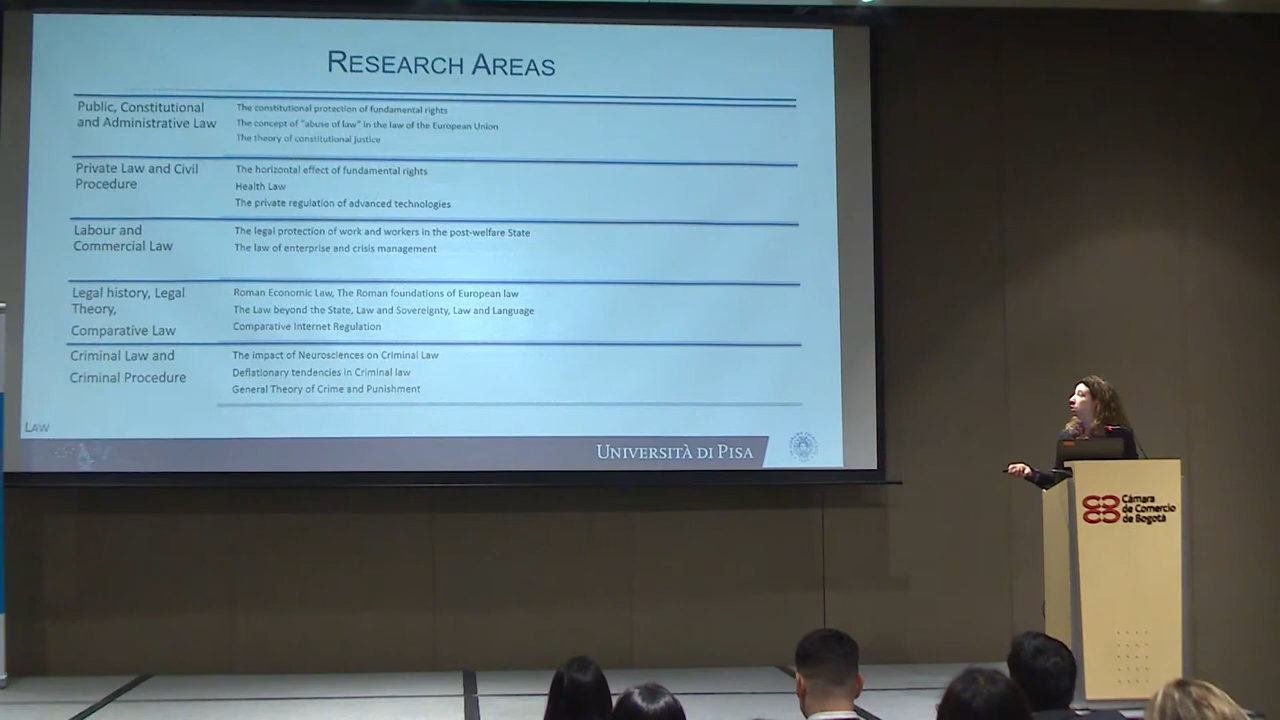 RESEARCH AREAS
Public, Constitutional
and Administrative Law
The constitutional protection of fundamental rights
The concept of "abuse of law" in the law of the European Union
The theory of constitutional justice
Private Law and Civil
Procedure
The horizontal effect of fundamental rights
Health Law
The private regulation of advanced technologies
Labour and
Commercial Law
The legal protection of work and workers in the post-welfare State
The law of enterprise and crisis management
Legal history, Legal
Theory,
Comparative Law
Roman Economic Law, The Roman foundations of European law
The Law beyond the State, Law and Sovereignty, Law and Language
Comparative Internet Regulation
Criminal Law and
Criminal Procedure
The impact of Neurosciences on Criminal Law
Deflationary tendencies in Criminal law
General Theory of Crime and Punishment
LAW
UNIVERSITÀ DI PISA
Cámara
de Comercio
de Bogotá